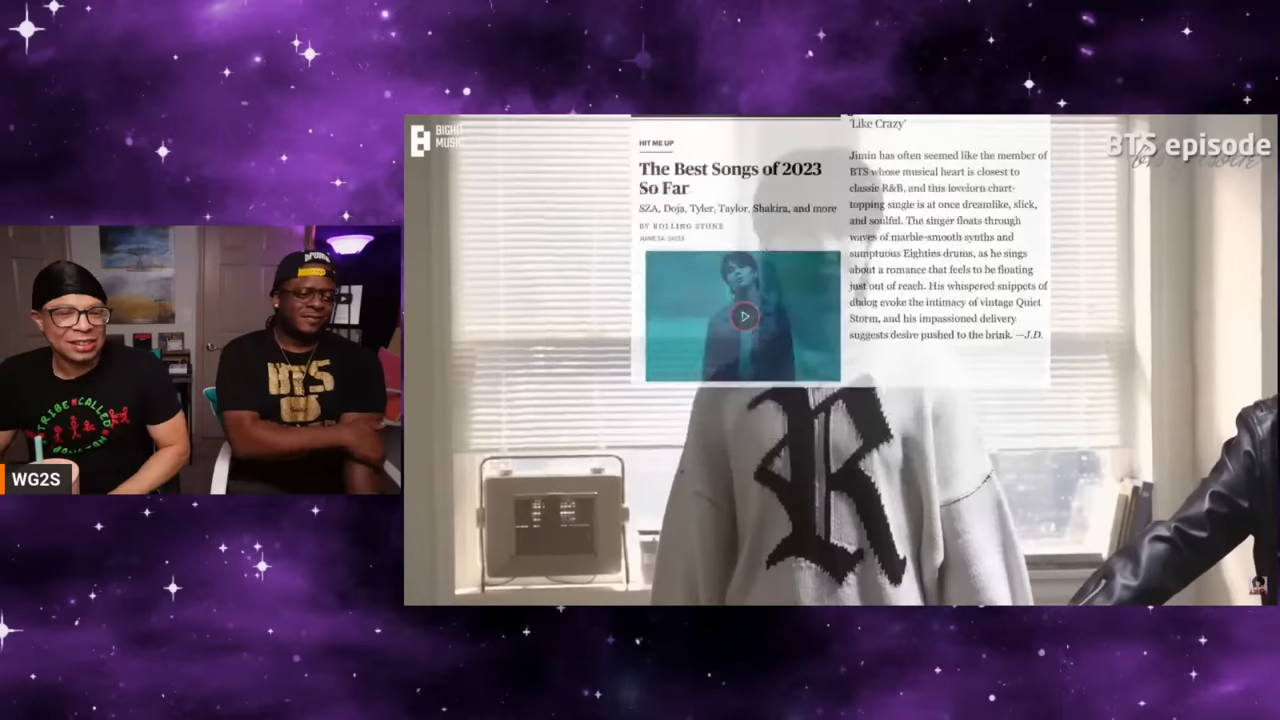 BIGHIT
MUSIC
BTS episode
HIT ME UP
The Best Songs of 2023
So Far
SZA, Doja, Tyler, Taylor, Shakira, and more
BY ROLLING STONE
'Like Crazy'
Jimin has often seemed like the member of
BTS whose musical heart is closest to
classic R&B, and this lovelorn chart-
topping single is at once dreamlike, slick,
and soulful. The singer floats through
waves of marble-smooth synths and
sumptuous Eighties drums, as he sings
about a romance that feels to be floating
just out of reach. His whispered snippets of
dialog evoke the intimacy of vintage Quiet
Storm, and his impassioned delivery
suggests desire pushed to the brink. —J.D.
R
TRIBE CALLED
BTS
WG2S